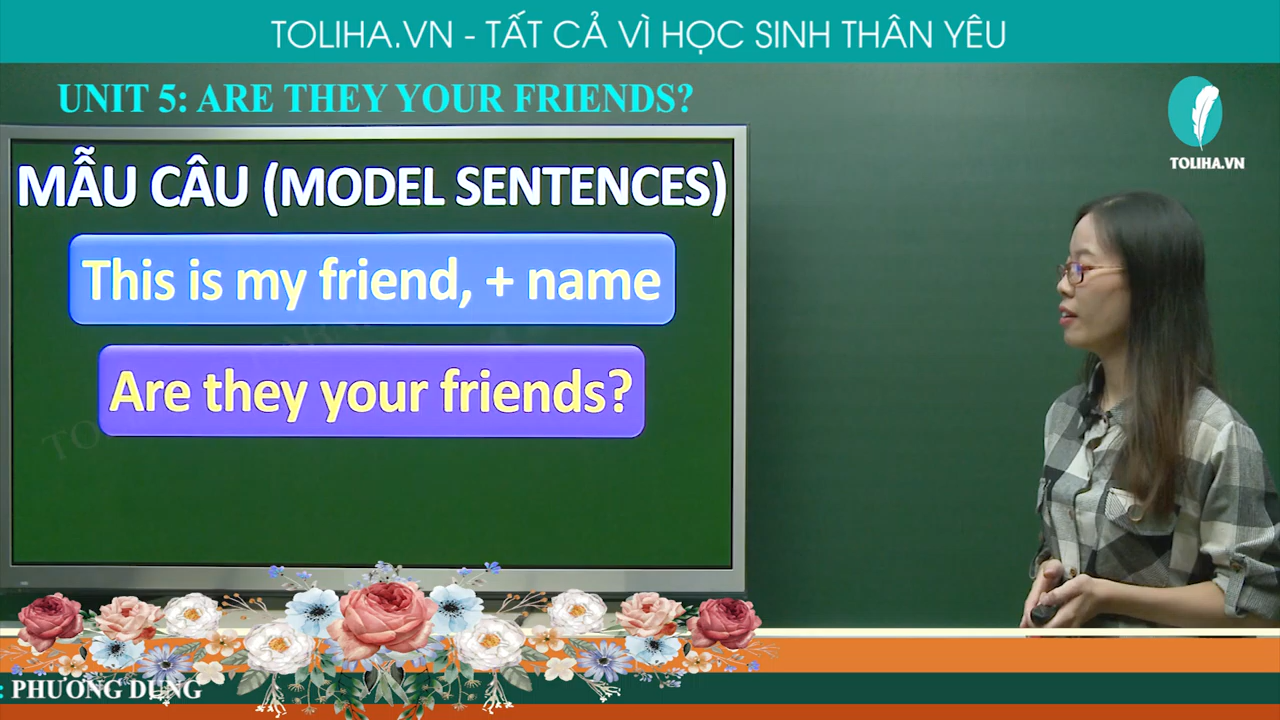 TOLIHA.VN - TẤT CẢ VÌ HỌC SINH THÂN YÊU
UNIT 5: ARE THEY YOUR FRIENDS?
TOLIHA.VN
MẪU CÂU (MODEL SENTENCES)
This is my friend, + name
Are they your friends?
: PHƯƠNG DUNG